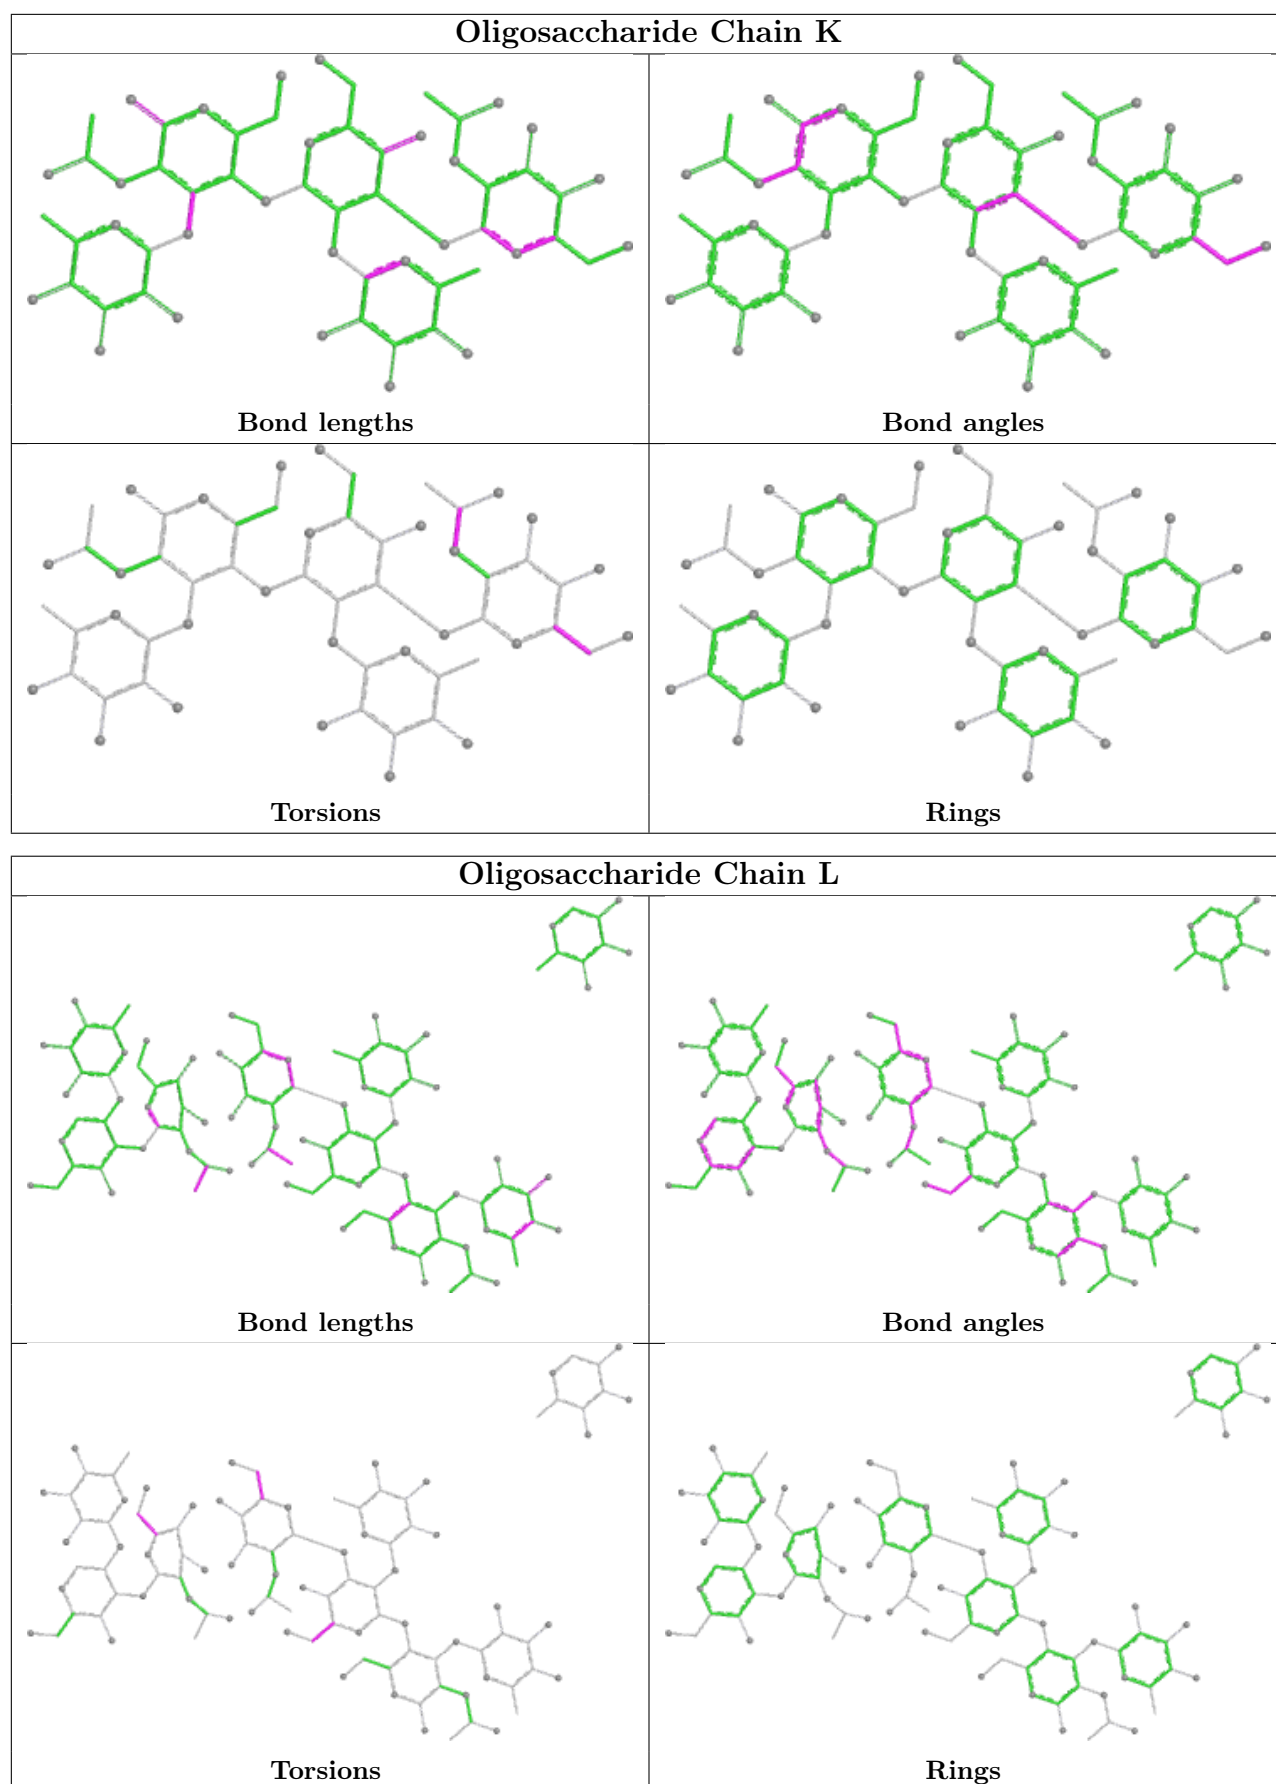 Oligosaccharide Chain K
Bond lengths
Bond angles
Torsions
Rings
Oligosaccharide Chain L
Bond lengths
Bond angles
Torsions
Rings